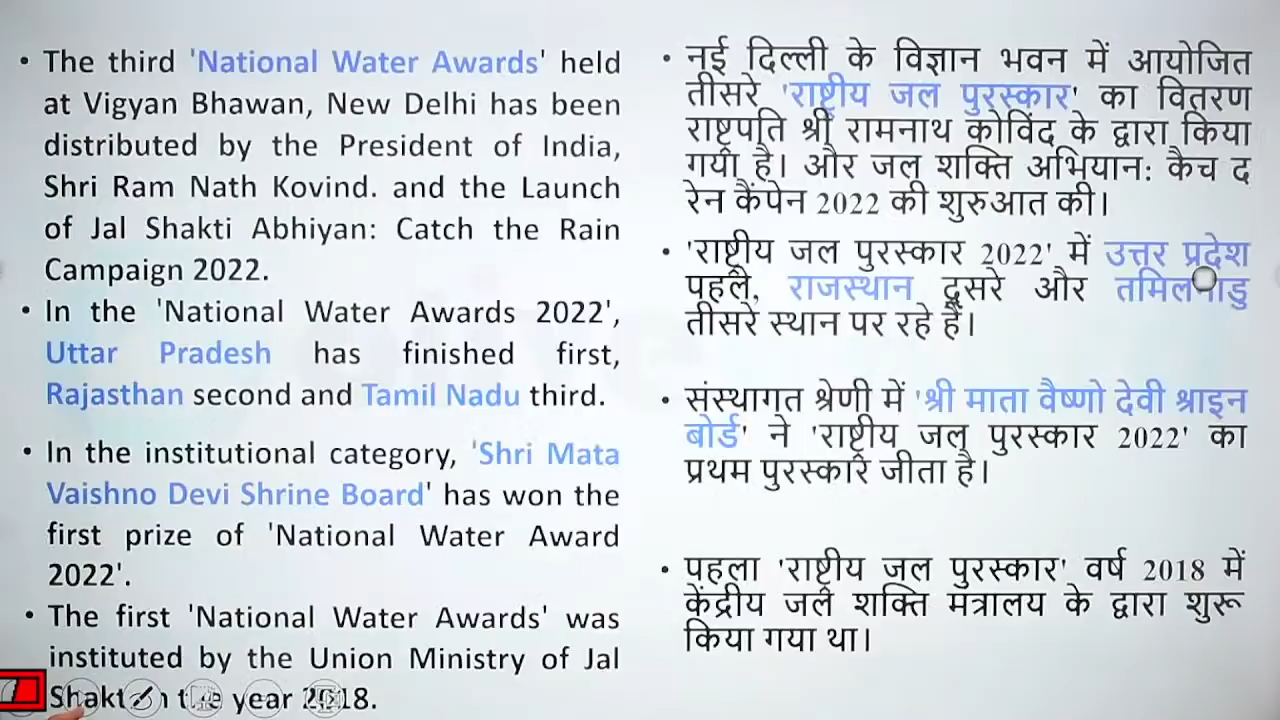 • The third 'National Water Awards' held
at Vigyan Bhawan, New Delhi has been
distributed by the President of India,
Shri Ram Nath Kovind. and the Launch
of Jal Shakti Abhiyan: Catch the Rain
Campaign 2022.
• In the 'National Water Awards 2022',
Uttar Pradesh has finished first,
Rajasthan second and Tamil Nadu third.
• In the institutional category, 'Shri Mata
Vaishno Devi Shrine Board' has won the
first prize of 'National Water Award
2022'.
• The first 'National Water Awards' was
instituted by the Union Ministry of Jal
year 2018.
• नई दिल्ली के विज्ञान भवन में आयोजित
तीसरे 'राष्ट्रीय जल पुरस्कार' का वितरण
राष्ट्रपति श्री रामनाथ कोविंद के द्वारा किया
गया है। और जल शक्ति अभियान: कैच द
रेन कैंपेन 2022 की शुरुआत की।
• 'राष्ट्रीय जल पुरस्कार 2022' में उत्तर प्रदेश
पहले, राजस्थान दूसरे और तमिलनाडु
तीसरे स्थान पर रहे हैं।
• संस्थागत श्रेणी में 'श्री माता वैष्णो देवी श्राइन
बोर्ड' ने 'राष्ट्रीय जल पुरस्कार 2022' का
प्रथम पुरस्कार जीता है।
• पहला 'राष्ट्रीय जल पुरस्कार' वर्ष 2018 में
केंद्रीय जल शक्ति मंत्रालय के द्वारा शुरू
किया गया था।